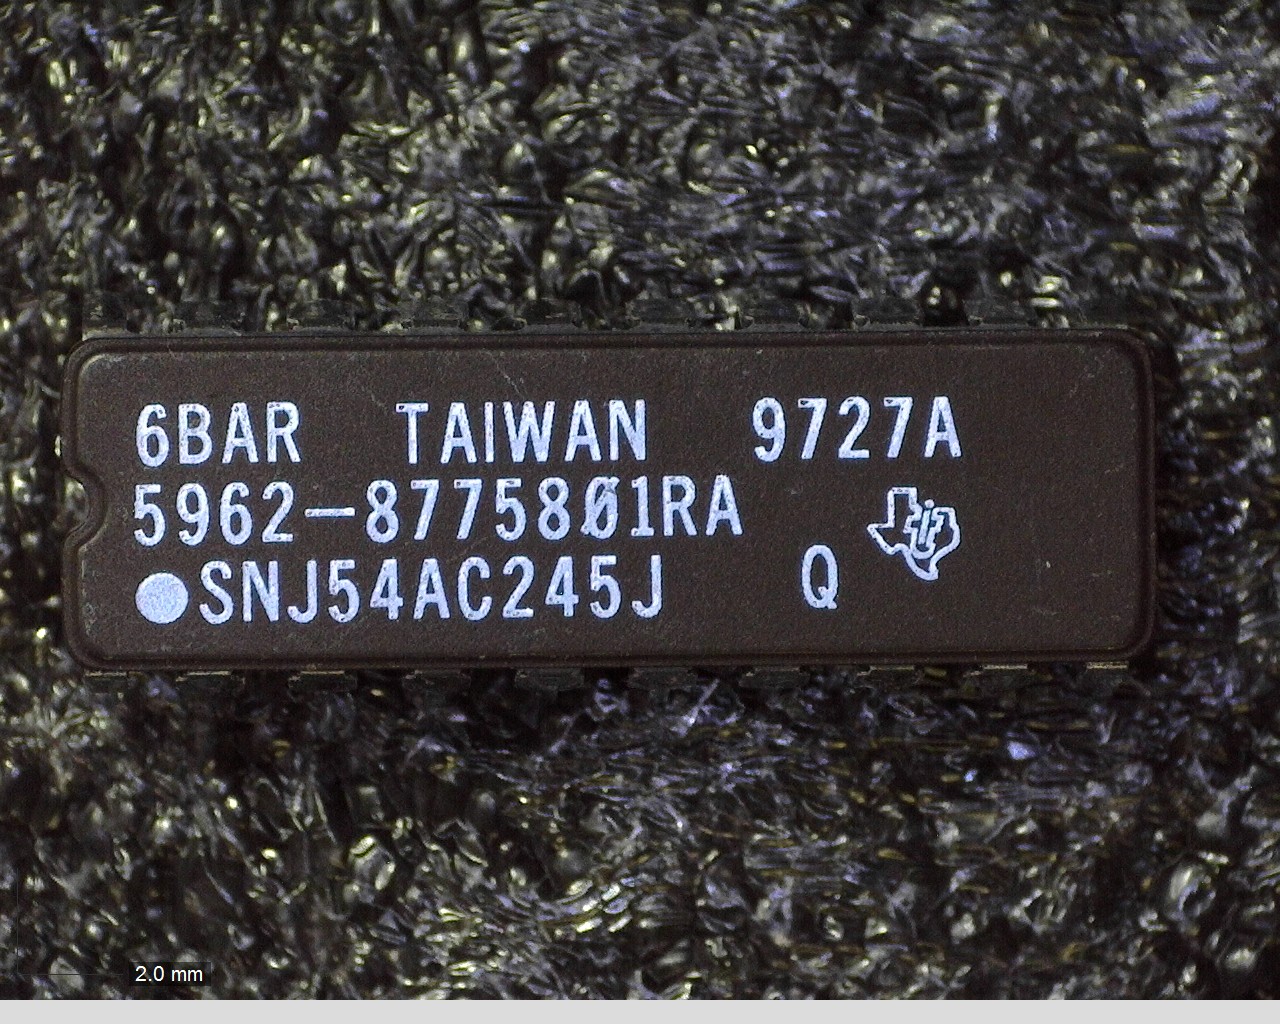 6BAR TAIWAN 9727A
5962-8775801RA
SNJ54AC245J Q
2.0 mm